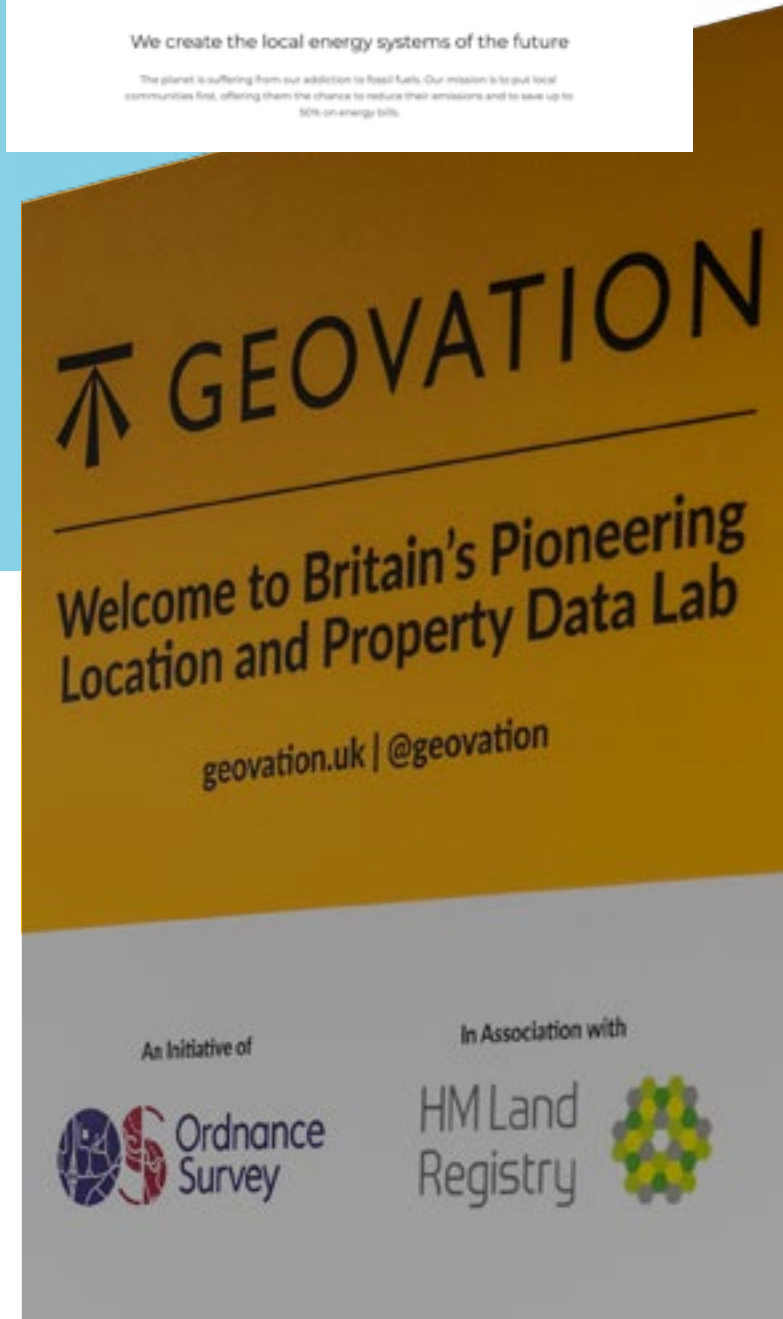 We create the local energy systems of the future
The planet is suffering from our addiction to fossil fuels. Our mission is to put local
communities first, offering them the chance to reduce their emissions and to save up to
50% on energy bills.
GEOVATION
Welcome to Britain's Pioneering
Location and Property Data Lab
geovation.uk | @geovation
An Initiative of
In Association with
OS Ordnance
Survey
HM Land
Registry